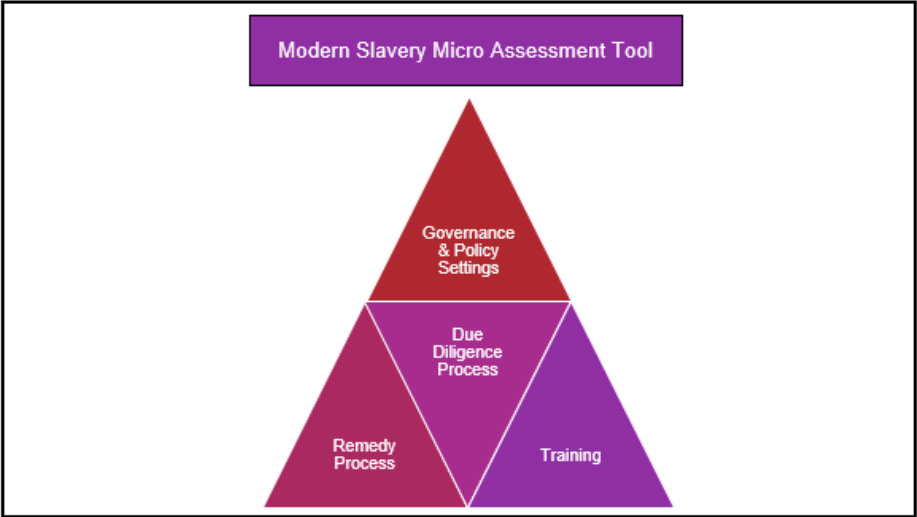 Modern Slavery Micro Assessment Tool
Governance
& Policy
Settings
Due
Diligence
Process
Remedy
Process
Training